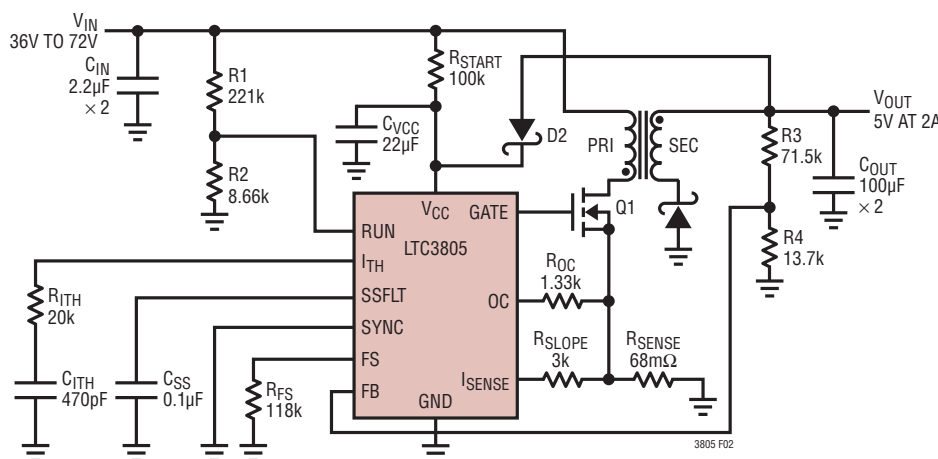 VIN
36V TO 72V
CIN
2.2µF
× 2
R1
221k
R2
8.66k
RSTART
100k
CVCC
22µF
D2
PRI
SEC
VOUT
5V AT 2A
R3
71.5k
COUT
100µF
× 2
R4
13.7k
Q1
VCC
GATE
RUN
LTC3805
ITH
SSFLT
OC
SYNC
FS
FB
ISENSE
GND
ROC
1.33k
RSLOPE
3k
RSENSE
68mΩ
RITH
20k
CITH
470pF
CSS
0.1µF
RFS
118k
3805 F02